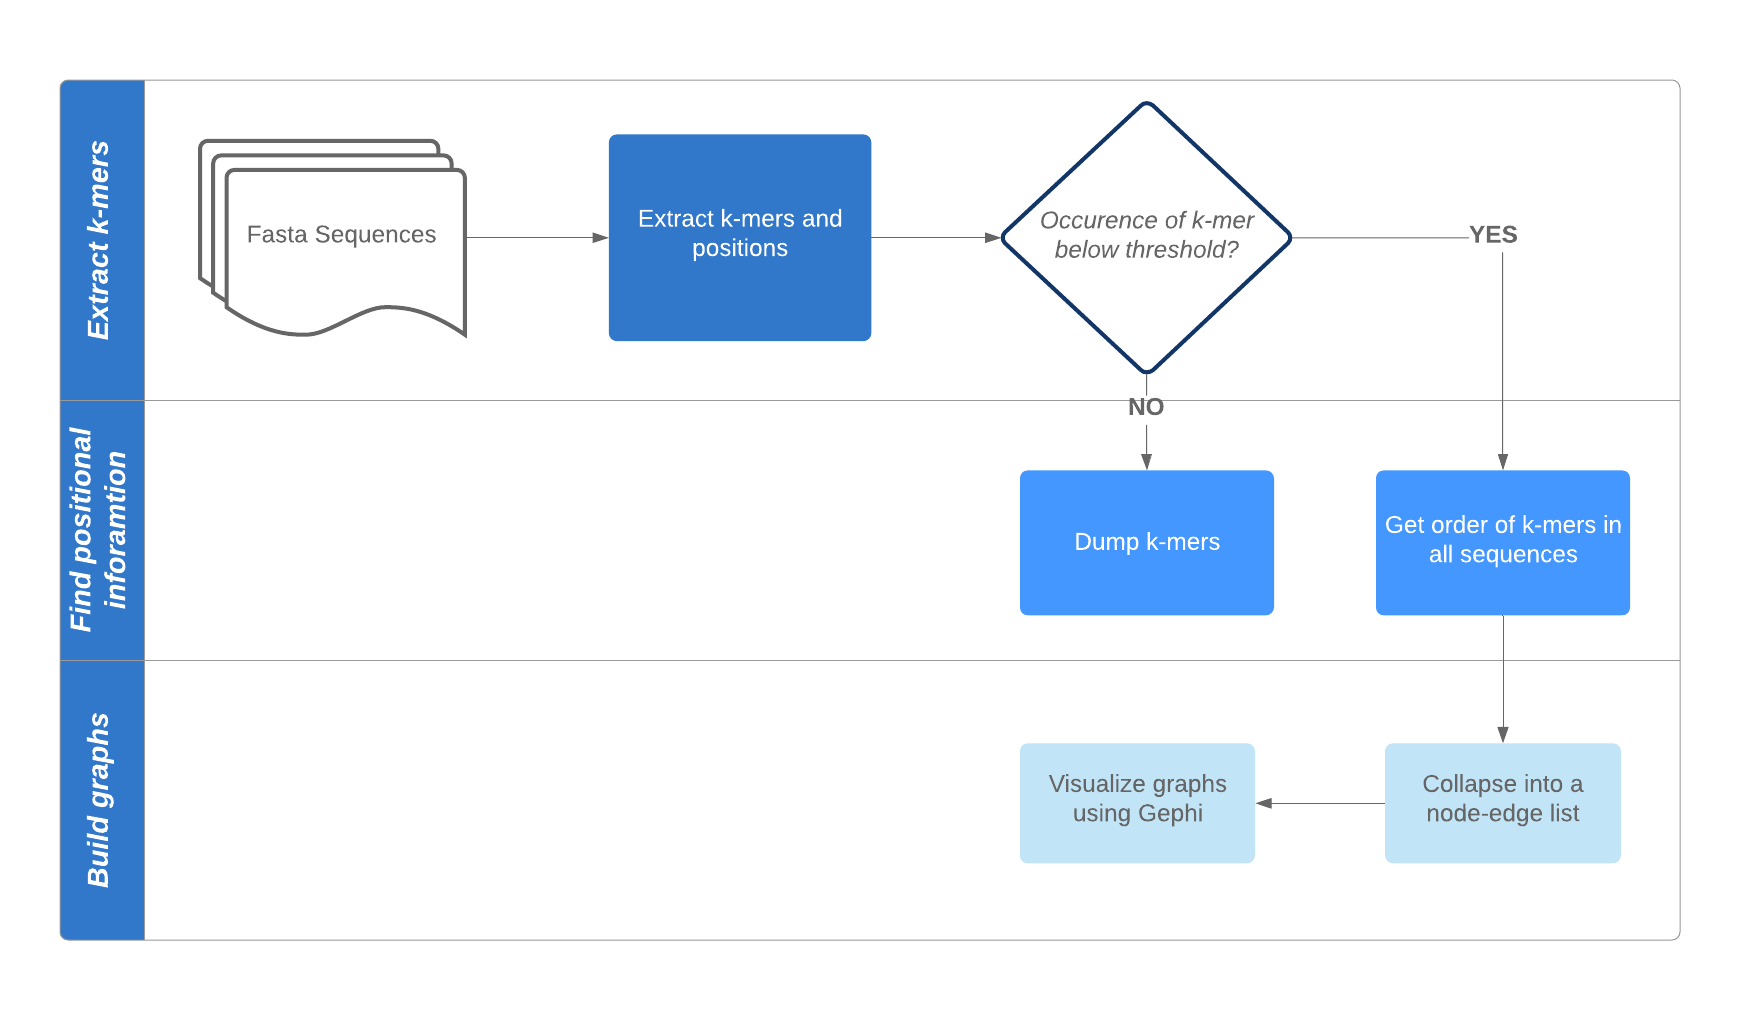 Extract k-mers
Fasta Sequences
Extract k-mers and
positions
Occurence of k-mer
below threshold?
YES
NO
Find positional
inforamtion
Dump k-mers
Get order of k-mers in
all sequences
Build graphs
Visualize graphs
using Gephi
Collapse into a
node-edge list